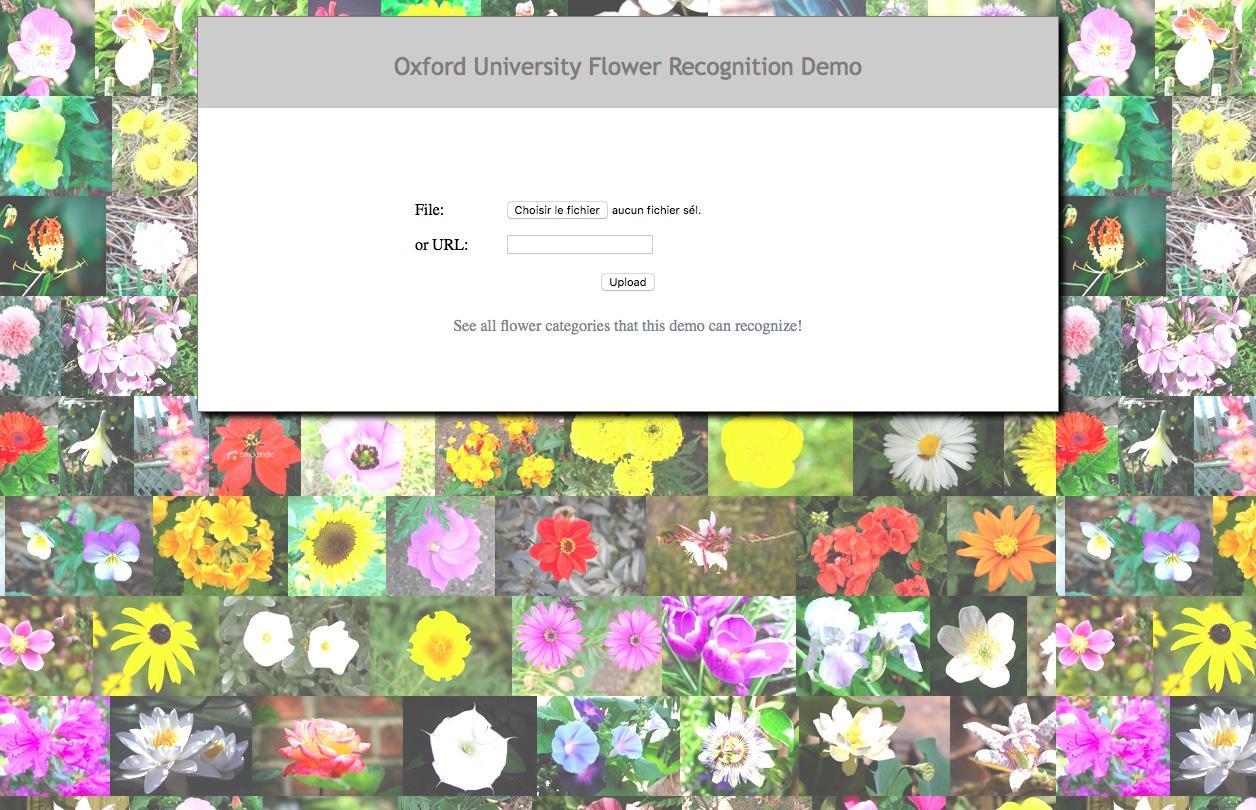 Oxford University Flower Recognition Demo
File: Choisir le fichier aucun fichier sél.
or URL:
Upload
See all flower categories that this demo can recognize!
iStockphoto